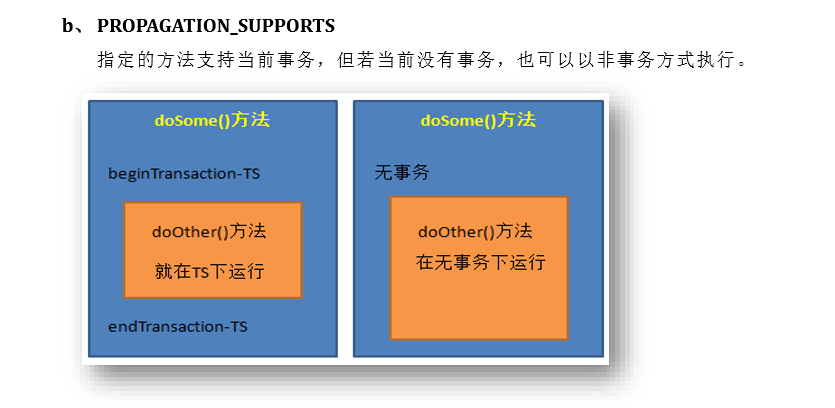 b、 PROPAGATION_SUPPORTS
指定的方法支持当前事务，但若当前没有事务，也可以以非事务方式执行。
doSome()方法
beginTransaction-TS
doOther()方法
就在TS下运行
endTransaction-TS
doSome()方法
无事务
doOther()方法
在无事务下运行